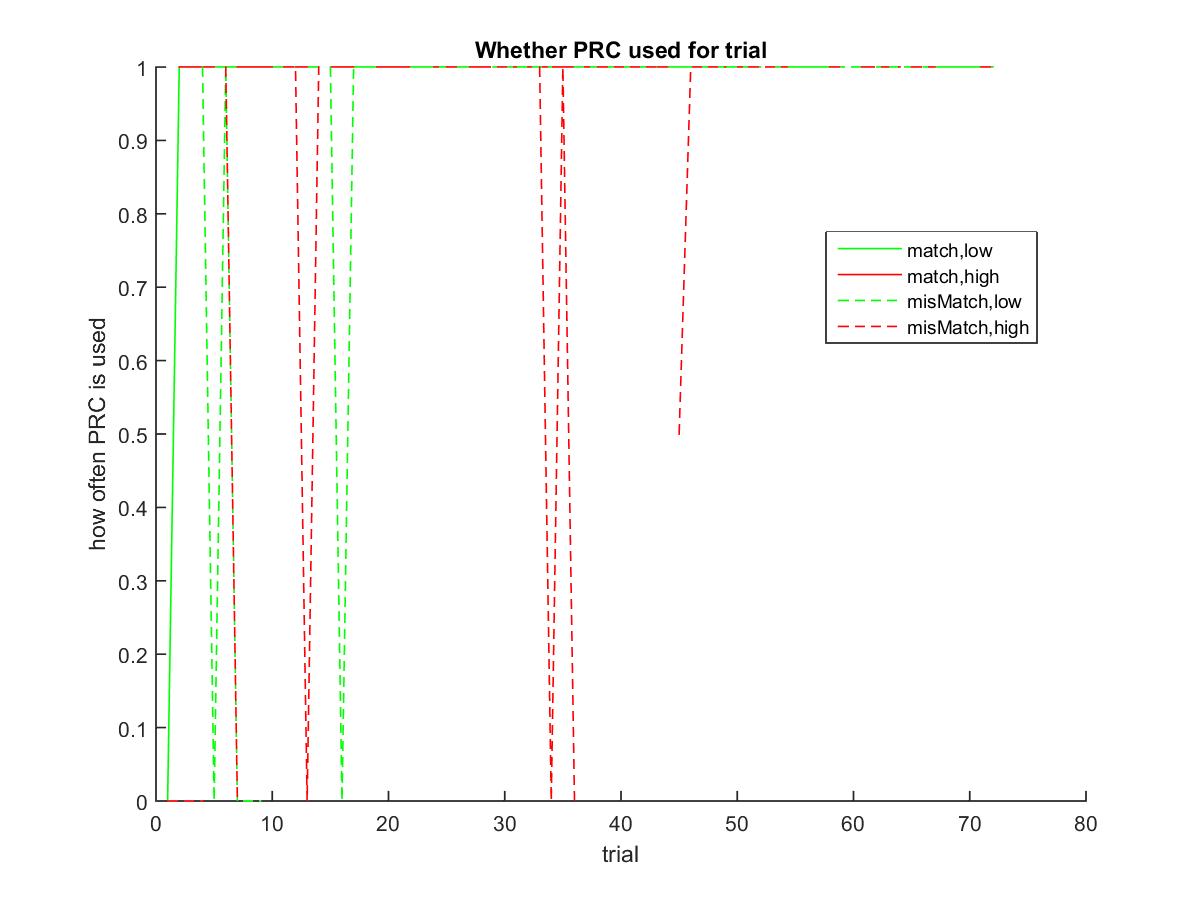 Whether PRC used for trial
1
0.9
0.8
0.7
0.6
0.5
0.4
0.3
0.2
0.1
0
how often PRC is used
match,low
match,high
misMatch,low
misMatch,high
0 10 20 30 40 50 60 70 80
trial